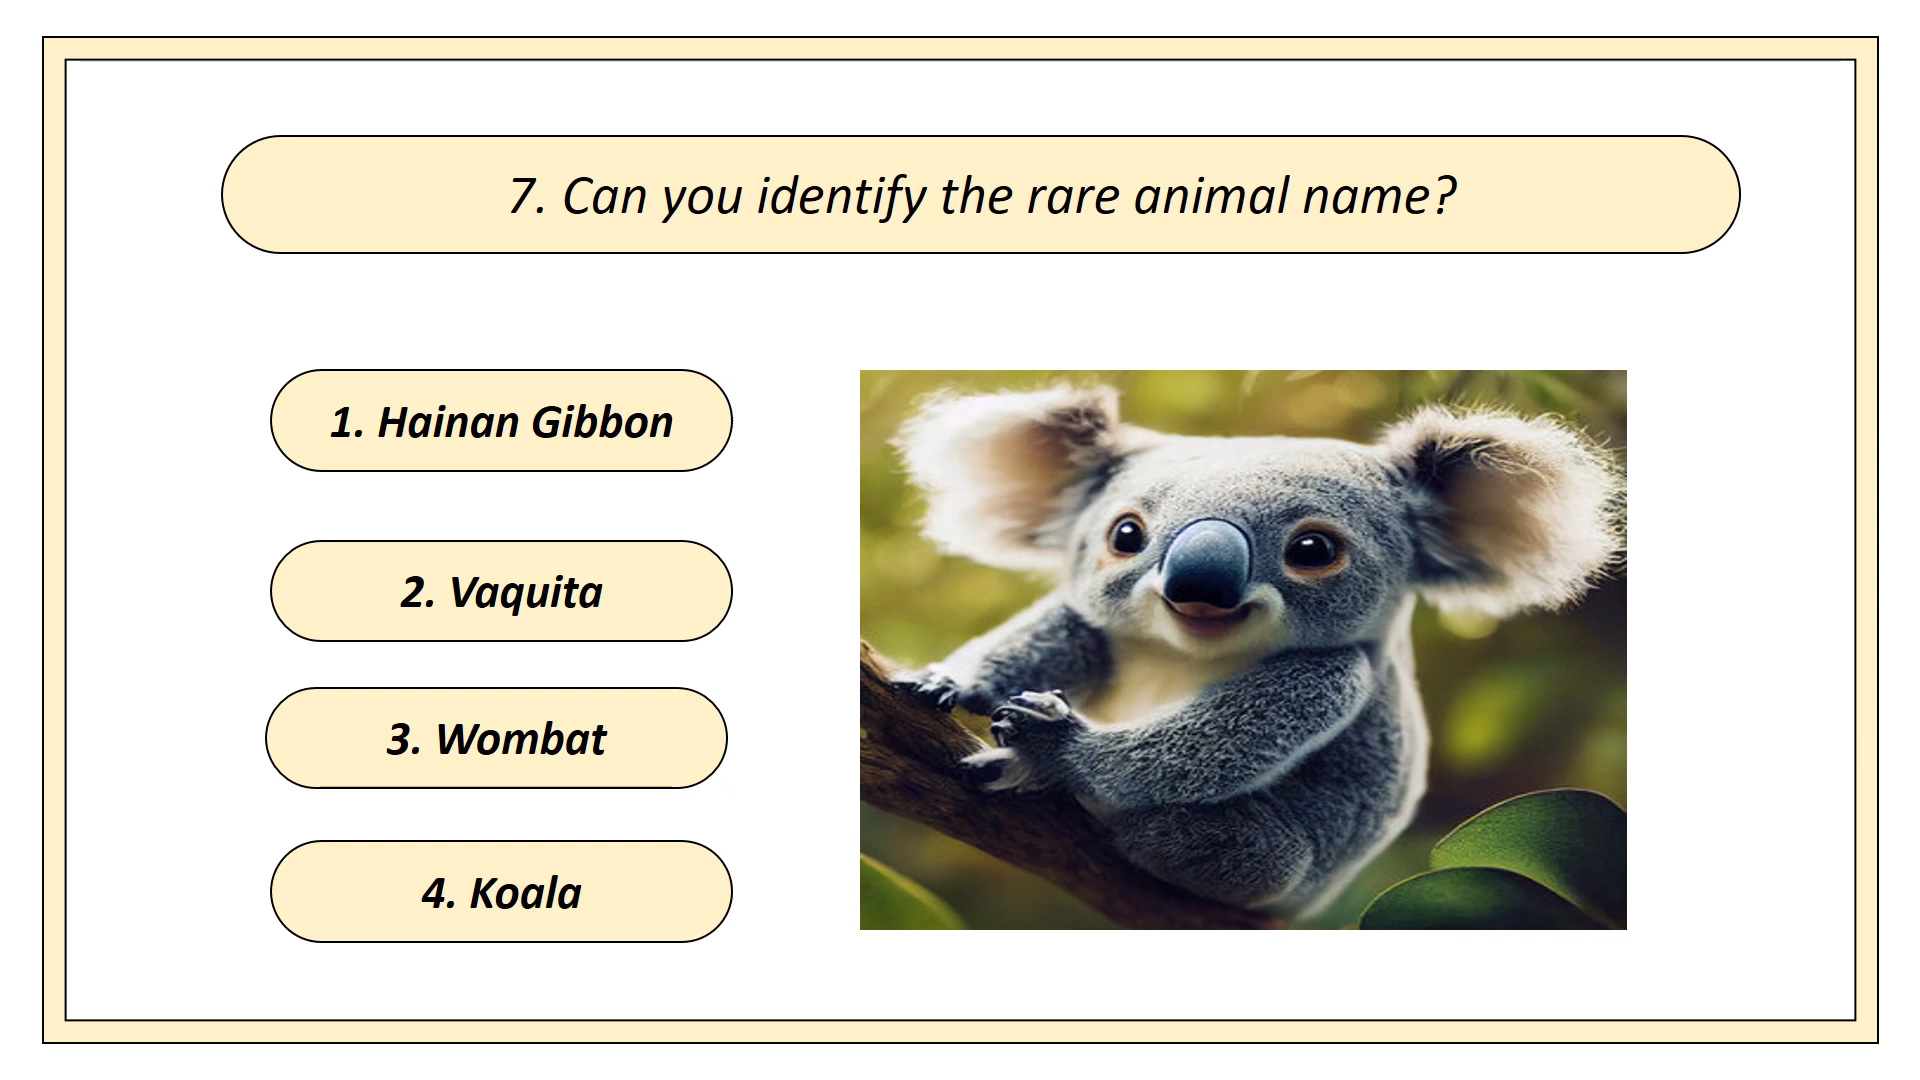 7. Can you identify the rare animal name?
1. Hainan Gibbon
2. Vaquita
3. Wombat
4. Koala